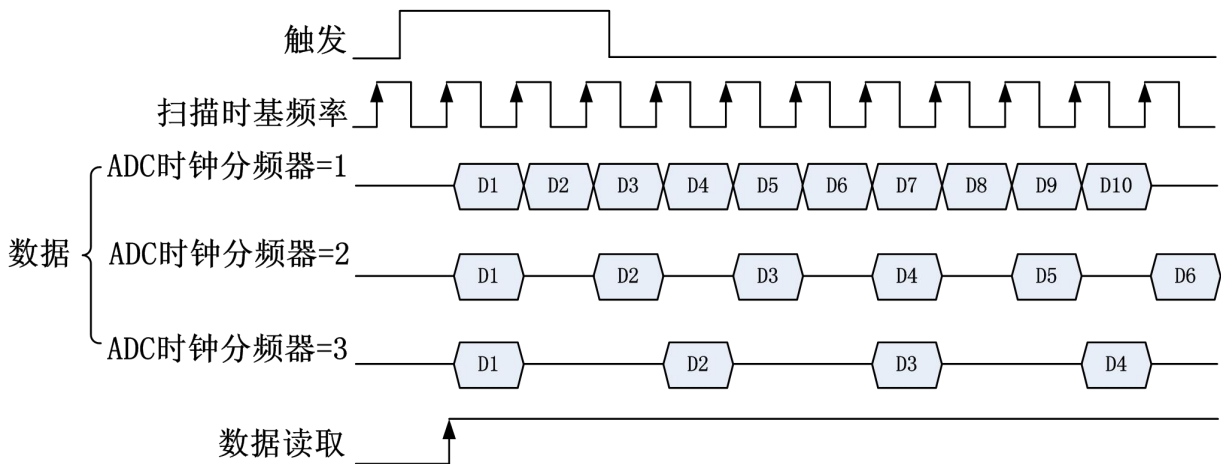 触发
扫描时基频率
数据
ADC时钟分频器=1
D1 D2 D3 D4 D5 D6 D7 D8 D9 D10
ADC时钟分频器=2
D1 D2 D3 D4 D5 D6
ADC时钟分频器=3
D1 D2 D3 D4
数据读取